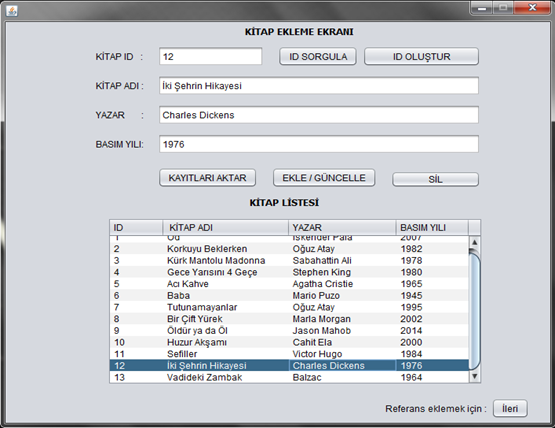 KİTAP EKLEME EKRANI
KİTAP ID : 12 ID SORGULA ID OLUŞTUR
KİTAP ADI : İki Şehrin Hikayesi
YAZAR : Charles Dickens
BASIM YILI: 1976
KAYITLARI AKTAR EKLE / GÜNCELLE SİL
KİTAP LİSTESİ
ID KİTAP ADI YAZAR BASIM YILI
1 Od İskender Pala 2007
2 Korkuyu Beklerken Oğuz Atay 1982
3 Kürk Mantolu Madonna Sabahattin Ali 1978
4 Gece Yarısını 4 Geçe Stephen King 1980
5 Acı Kahve Agatha Cristie 1965
6 Baba Mario Puzo 1945
7 Tutunamayanlar Oğuz Atay 1995
8 Bir Çift Yürek Marla Morgan 2002
9 Öldür ya da Öl Jason Mahob 2014
10 Huzur Akşamı Cahit Ela 2000
11 Sefiller Victor Hugo 1984
12 İki Şehrin Hikayesi Charles Dickens 1976
13 Vadideki Zambak Balzac 1964
Referans eklemek için : İleri